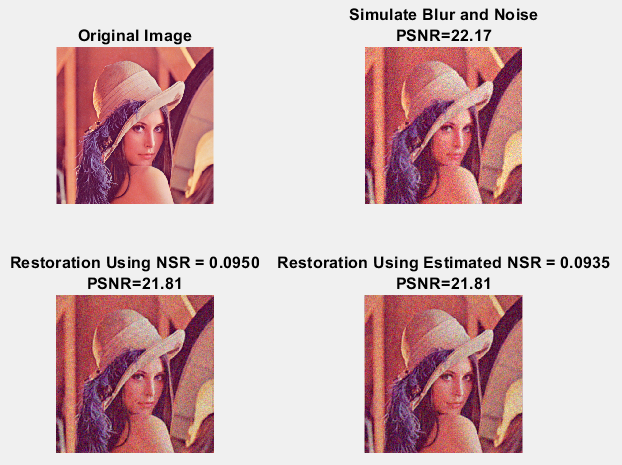 Original Image
Simulate Blur and Noise
PSNR=22.17
Restoration Using NSR = 0.0950
PSNR=21.81
Restoration Using Estimated NSR = 0.0935
PSNR=21.81